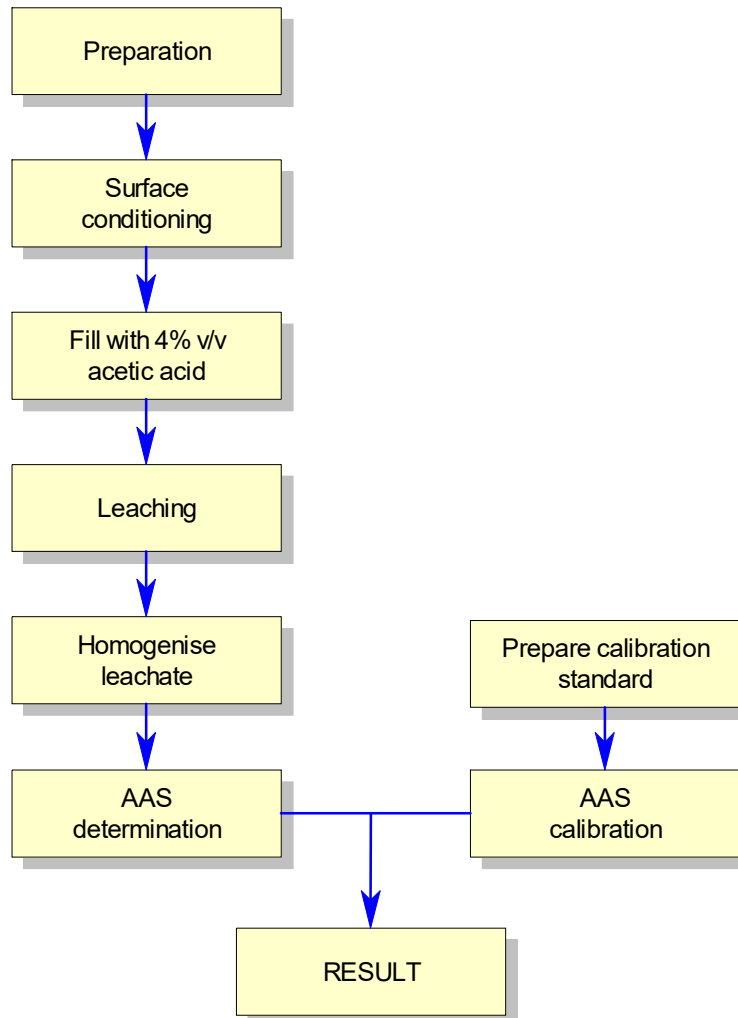 Preparation
Surface
conditioning
Fill with 4% v/v
acetic acid
Leaching
Homogenise
leachate
Prepare calibration
standard
AAS
determination
AAS
calibration
RESULT